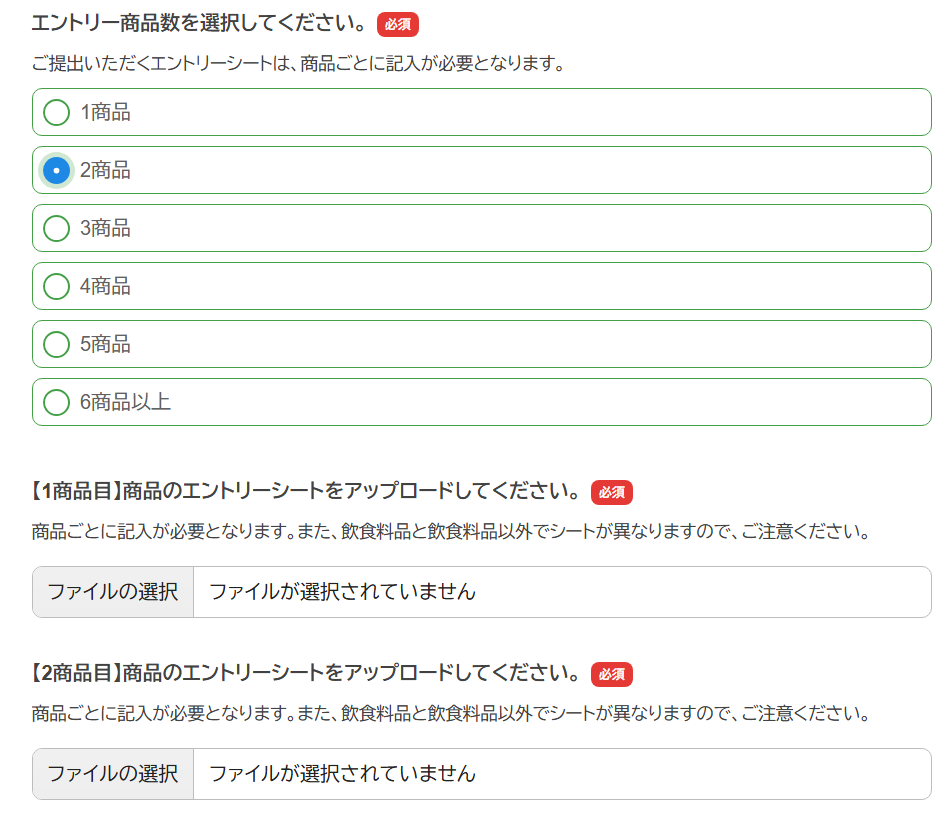 エントリー商品数を選択してください。 必須
ご提出いただくエントリーシートは、商品ごとに記入が必要となります。
1商品
2商品
3商品
4商品
5商品
6商品以上
【1商品目】商品のエントリーシートをアップロードしてください。 必須
商品ごとに記入が必要となります。また、飲食料品と飲食料品以外でシートが異なりますので、ご注意ください。
ファイルの選択 ファイルが選択されていません
【2商品目】商品のエントリーシートをアップロードしてください。 必須
商品ごとに記入が必要となります。また、飲食料品と飲食料品以外でシートが異なりますので、ご注意ください。
ファイルの選択 ファイルが選択されていません